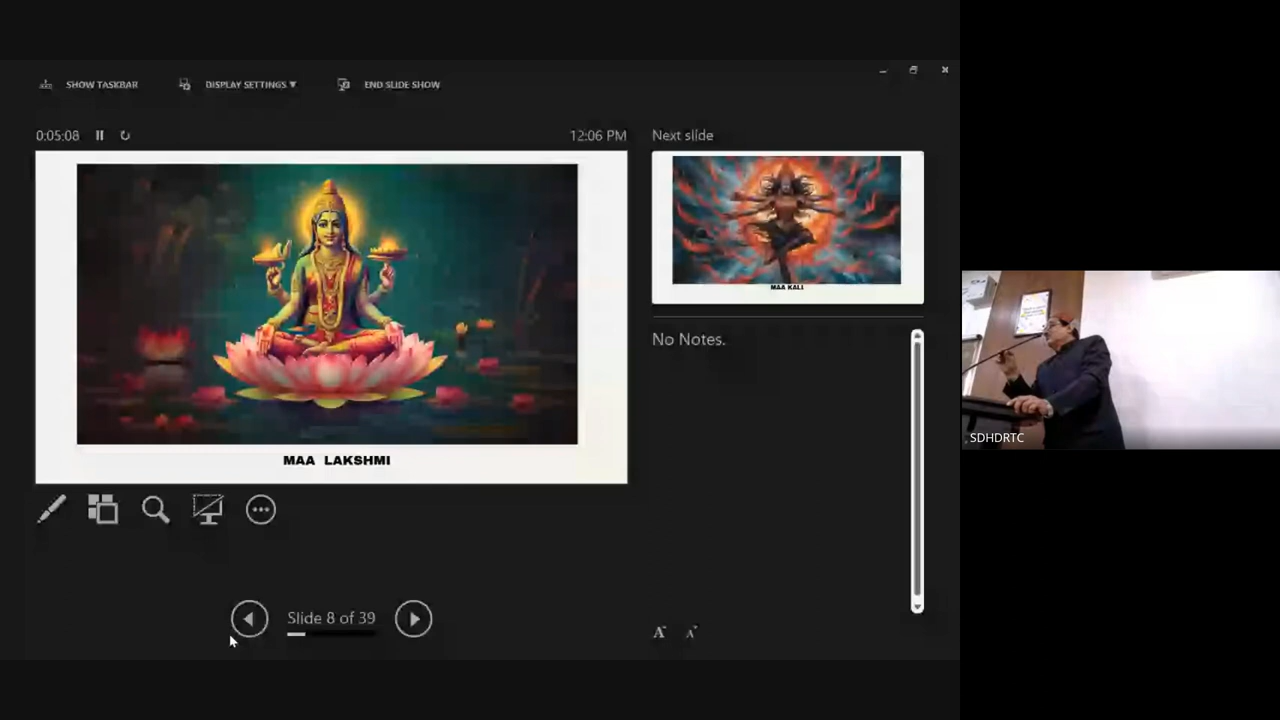 SHOW TASKBAR
DISPLAY SETTINGS ▼
END SLIDE SHOW
0:05:08
12:06 PM
Next slide
MAA LAKSHMI
MAA KALI
No Notes.
Slide 8 of 39
A
A
SDHDRTC